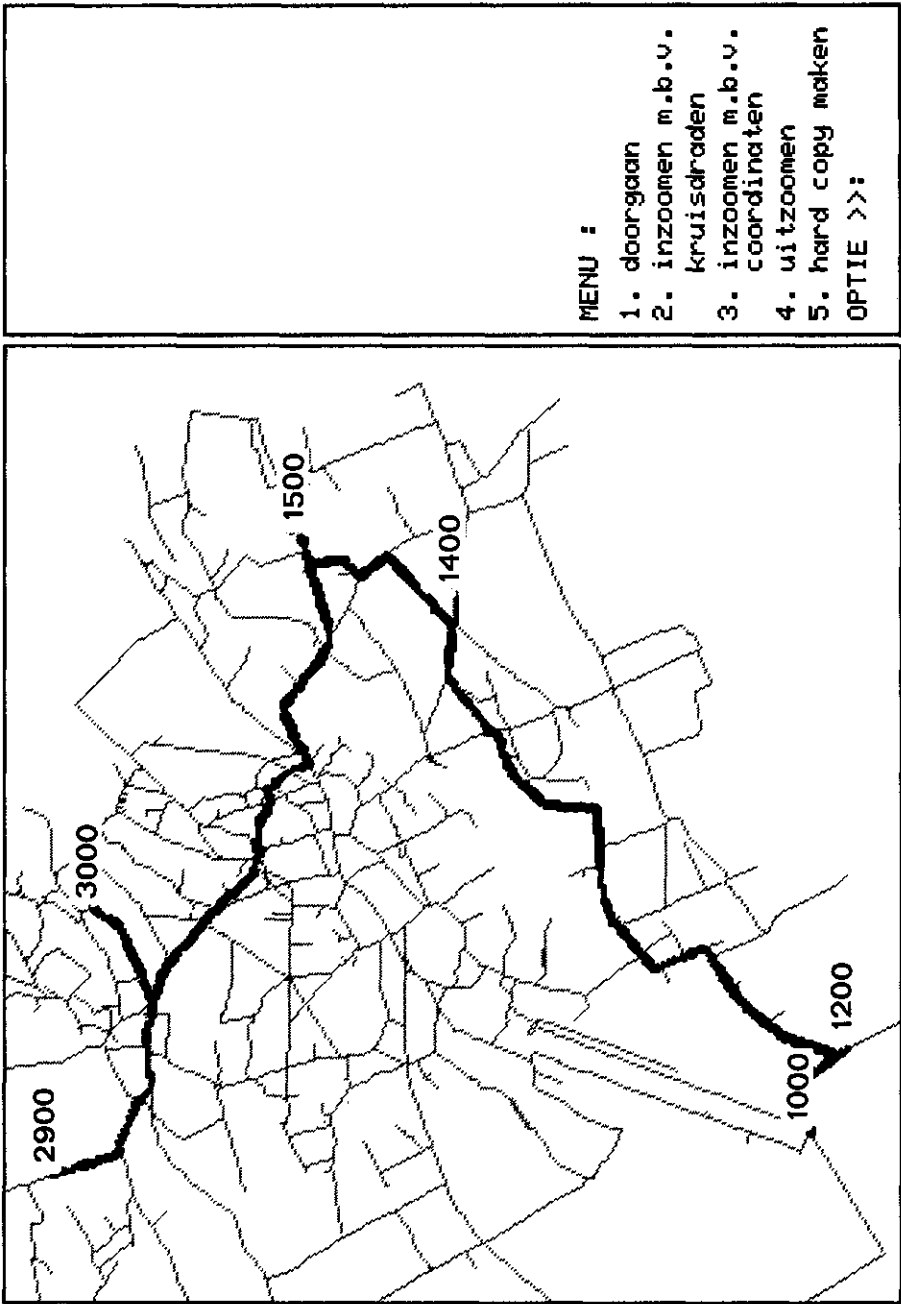 2900
3000
1500
1400
1000
1200
MENU :
1. doorgaan
2. inzoomen m.b.v.
kruisdraden
3. inzoomen m.b.v.
coordinaten
4. uitzoomen
5. hard copy maken
OPTIE >>: